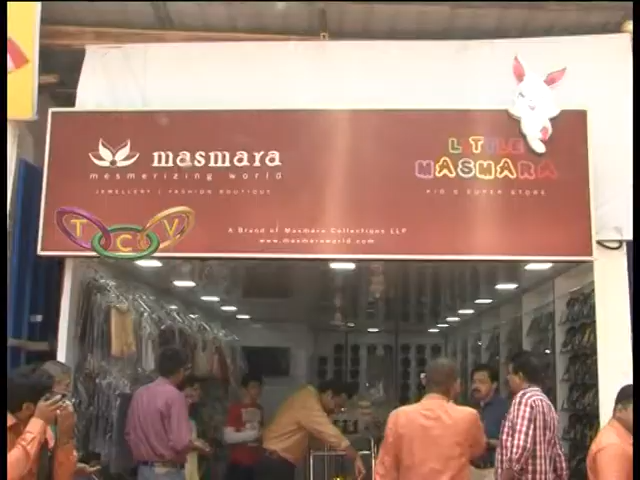 masmara
mesmerizing world
JEWELLERY | FASHION BOUTIQUE
LITTLE
MASMARA
KID'S SUPER STORE
TCV
A Brand of Masmara Collections LLP
www.masmaraworld.com